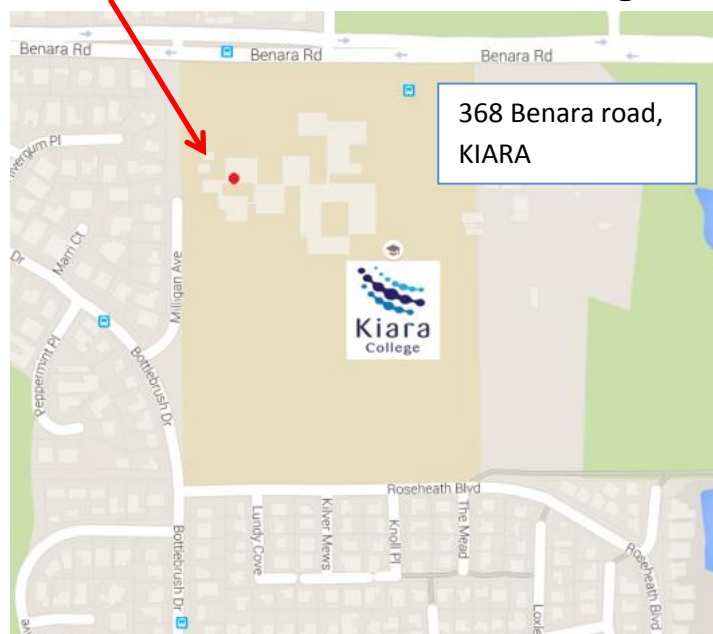 Benara Rd
Benara Rd
Benara Rd
368 Benara road,
KIARA
Marri Ct
Dr
Milligan Ave
Peppermint Pl
Bottlebrush Dr
Kiara
College
Roseheath Blvd
Lundy Cove
Kilver Mews
Knoll Pl
The Mead
Bottlebrush Dr
Roseheath Blvd